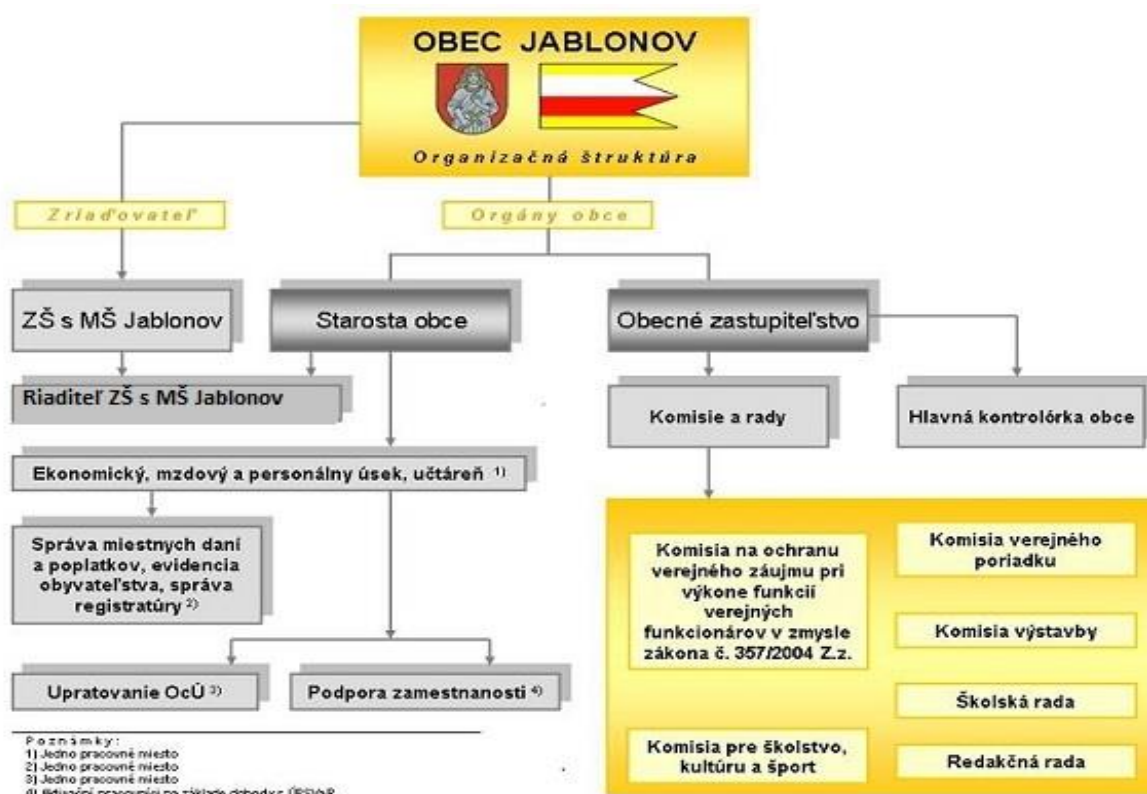 OBEC JABLONOV
Organizačná štruktúra
Zriaďovateľ
Orgány obce
ZŠ s MŠ Jablonov
Starosta obce
Obecné zastupiteľstvo
Riaditeľ ZŠ s MŠ Jablonov
Komisie a rady
Hlavná kontrolórka obce
Ekonomický, mzdový a personálny úsek, učtáreň 1)
Správa miestnych daní
a poplatkov, evidencia
obyvateľstva, správa
registratúry 2)
Upratovanie OcÚ 3)
Podpora zamestnanosti 4)
Komisia na ochranu
verejného záujmu pri
výkone funkcií
verejných
funkcionárov v zmysle
zákona č. 357/2004 Z.z.
Komisia pre školstvo,
kultúru a šport
Komisia verejného
poriadku
Komisia výstavby
Školská rada
Redakčná rada
Poznámky:
1) Jedno pracovné miesto
2) Jedno pracovné miesto
3) Jedno pracovné miesto